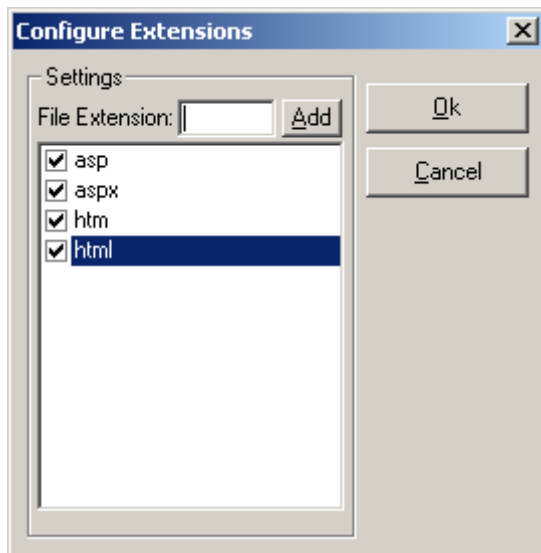 Configure Extensions
Settings
File Extension: Add
Ok
Cancel
asp
aspx
htm
html